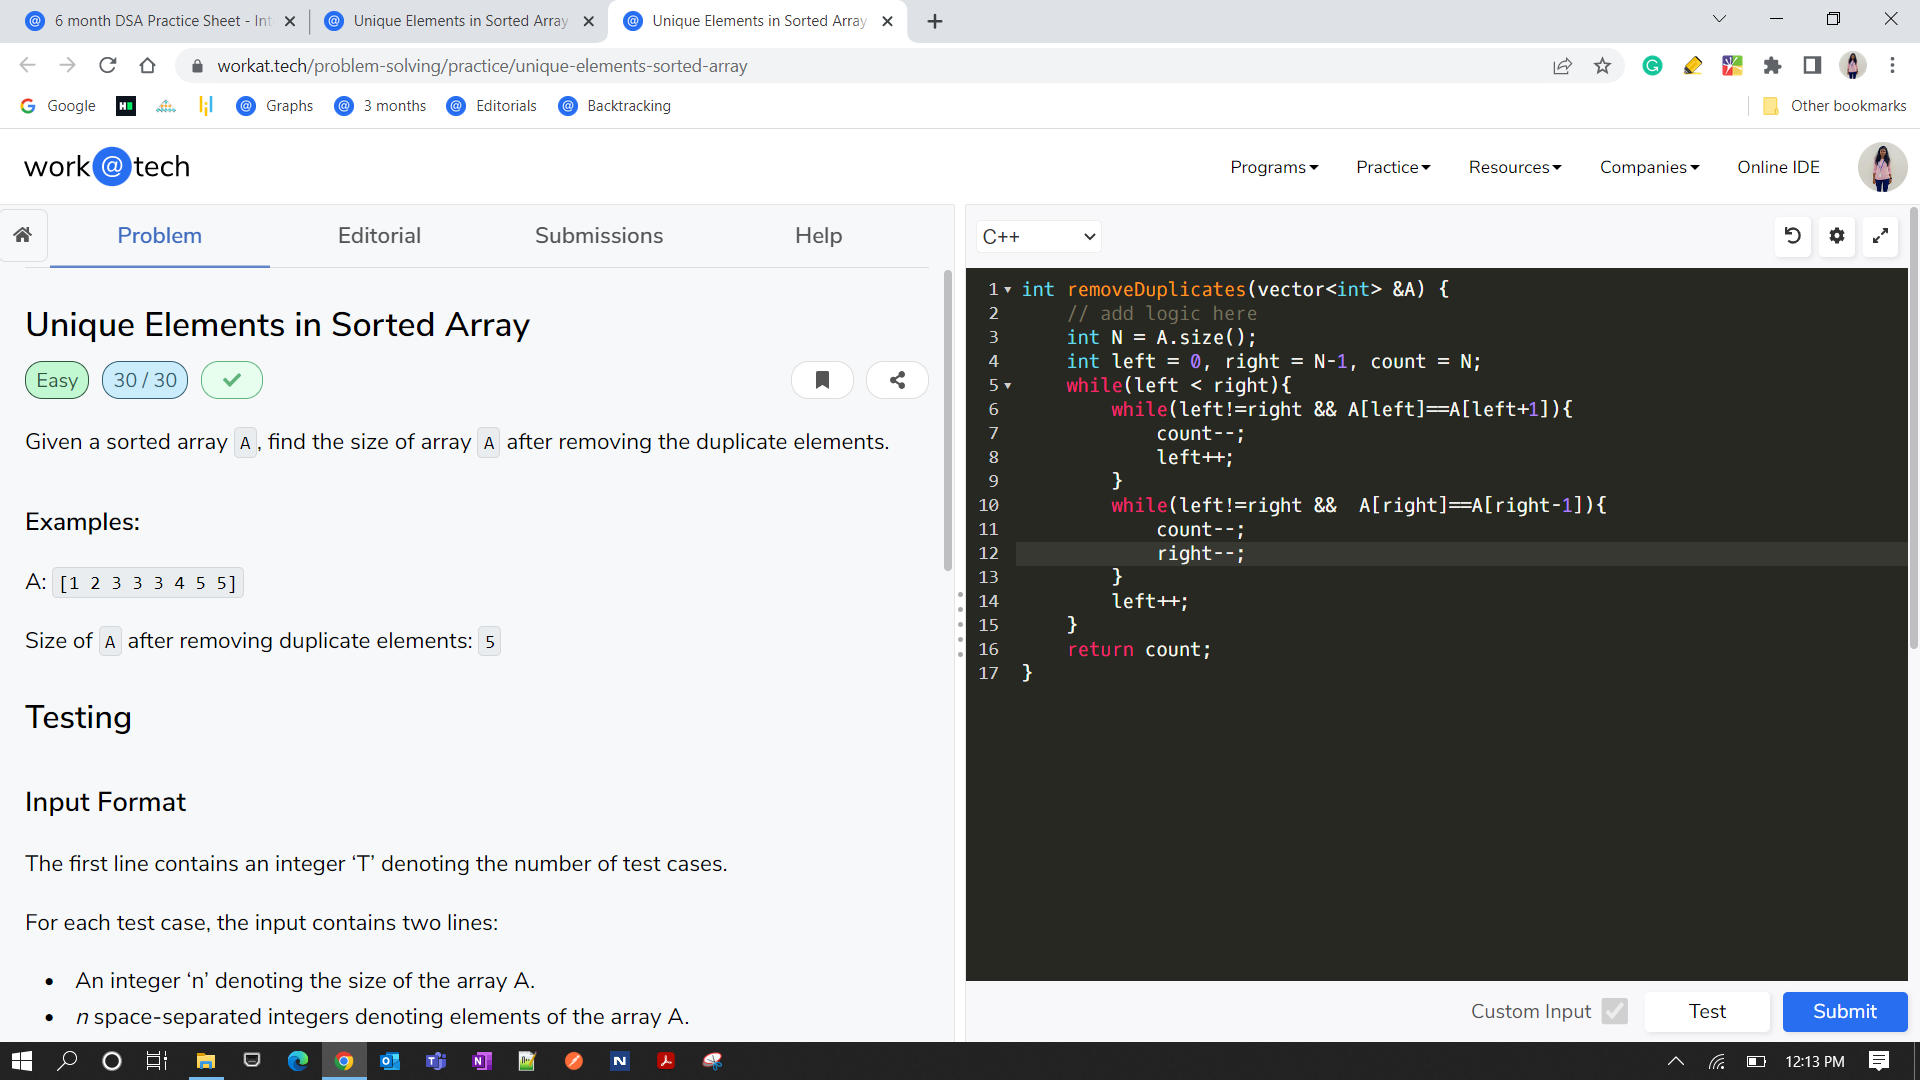 6 month DSA Practice Sheet - Int
Unique Elements in Sorted Array
Unique Elements in Sorted Array
workat.tech/problem-solving/practice/unique-elements-sorted-array
Google
Graphs
3 months
Editorials
Backtracking
Other bookmarks
work@tech
Programs
Practice
Resources
Companies
Online IDE
Problem
Editorial
Submissions
Help
Unique Elements in Sorted Array
Easy
30 / 30
Given a sorted array A, find the size of array A after removing the duplicate elements.
Examples:
A: [1 2 3 3 3 4 5 5]
Size of A after removing duplicate elements: 5
Testing
Input Format
The first line contains an integer ‘T’ denoting the number of test cases.
For each test case, the input contains two lines:
• An integer ‘n’ denoting the size of the array A.
• n space-separated integers denoting elements of the array A.
C++
1 int removeDuplicates(vector<int> &A) {
2     // add logic here
3     int N = A.size();
4     int left = 0, right = N-1, count = N;
5     while(left < right){
6         while(left!=right && A[left]==A[left+1]){
7             count--;
8             left++;
9         }
10         while(left!=right &&  A[right]==A[right-1]){
11             count--;
12             right--;
13         }
14         left++;
15     }
16     return count;
17 }
Custom Input
Test
Submit
12:13 PM